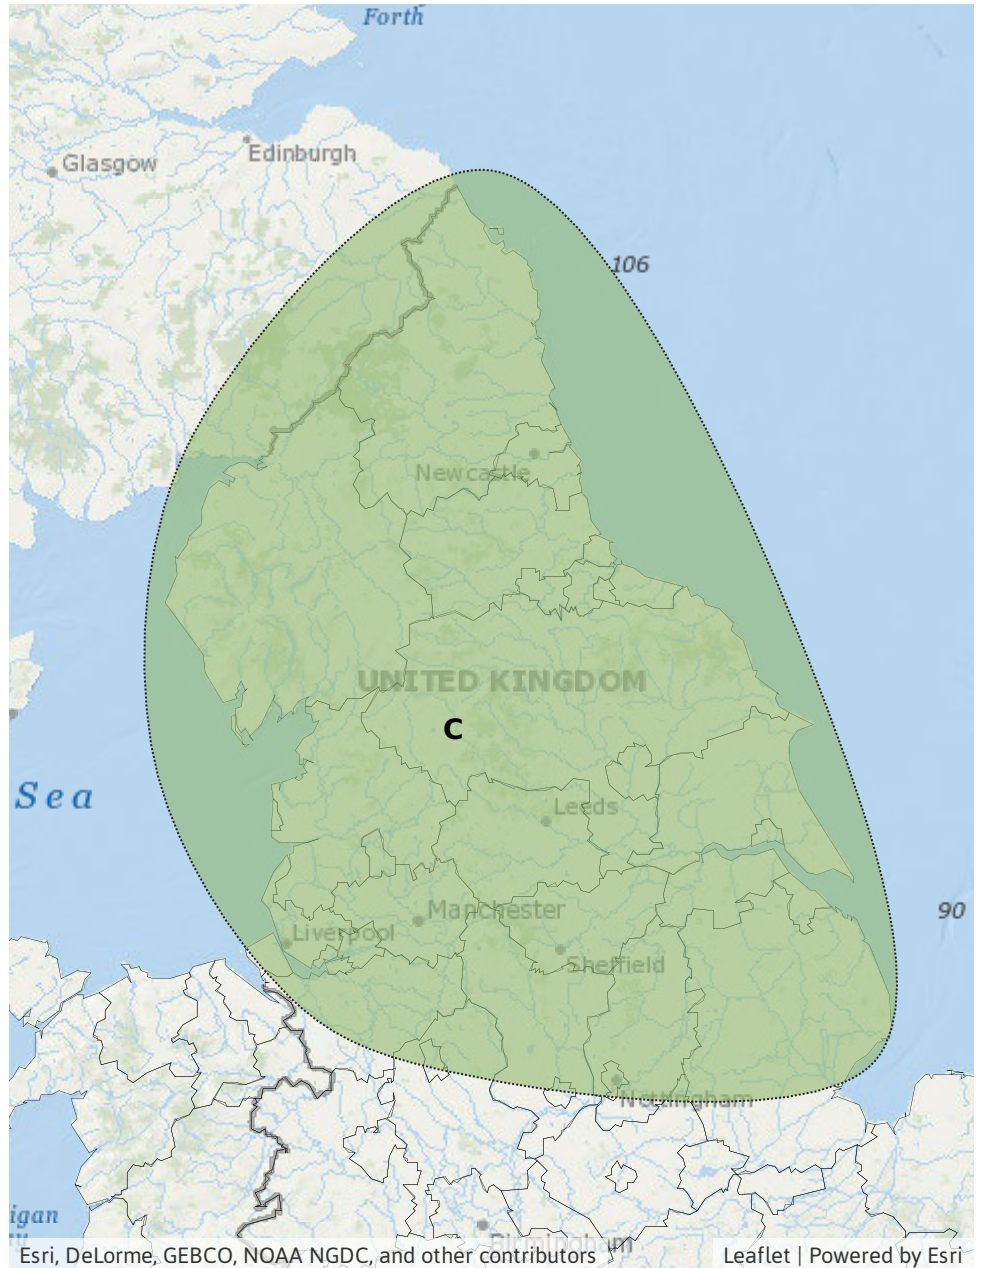 Forth
Glasgow
Edinburgh
106
Newcastle
UNITED KINGDOM
C
Sea
Leeds
90
Manchester
Liverpool
Sheffield
Nottingham
igan
Birmingham
Esri, DeLorme, GEBCO, NOAA NGDC, and other contributors
Leaflet | Powered by Esri